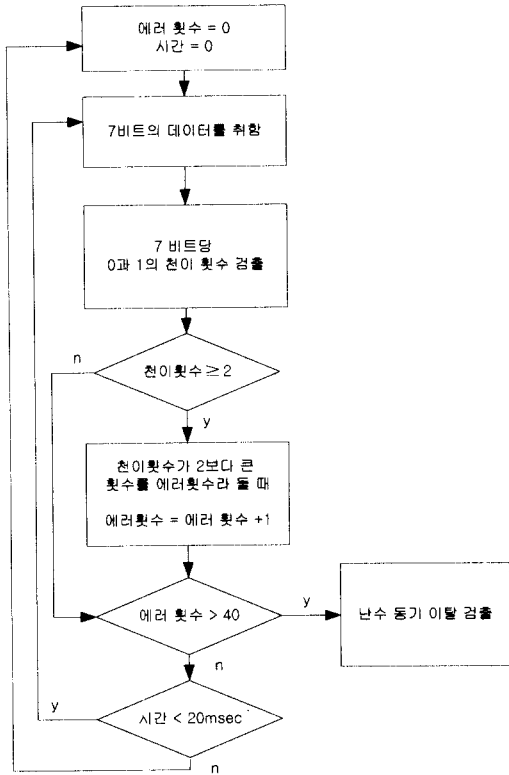 에러 횟수 = 0
시간 = 0
7비트의 데이터를 취함
7 비트당
0과 1의 천이 횟수 검출
n
천이횟수 ≥ 2
y
천이횟수가 2보다 큰
횟수를 에러횟수라 둘 때
에러횟수 = 에러 횟수 +1
에러 횟수 > 40
y
난수 동기 이탈 검출
n
y
시간 < 20msec
n